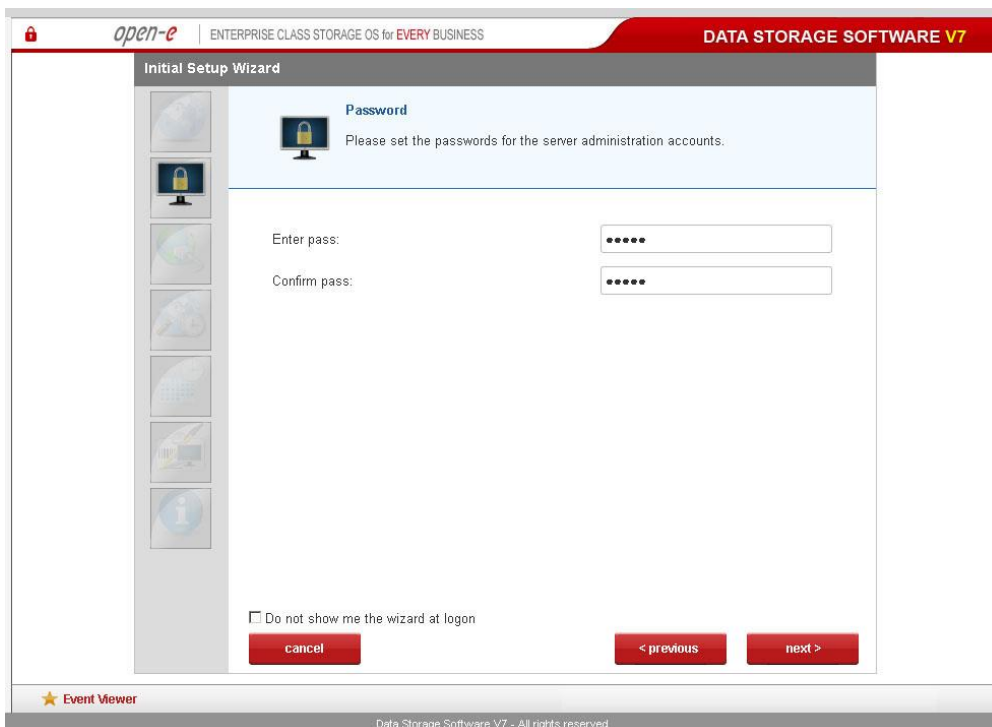 open-e ENTERPRISE CLASS STORAGE OS for EVERY BUSINESS DATA STORAGE SOFTWARE V7
Initial Setup Wizard
Password
Please set the passwords for the server administration accounts.
Enter pass: •••••
Confirm pass: •••••
Do not show me the wizard at logon
cancel < previous next >
Event Viewer
Data Storage Software V7 - All rights reserved